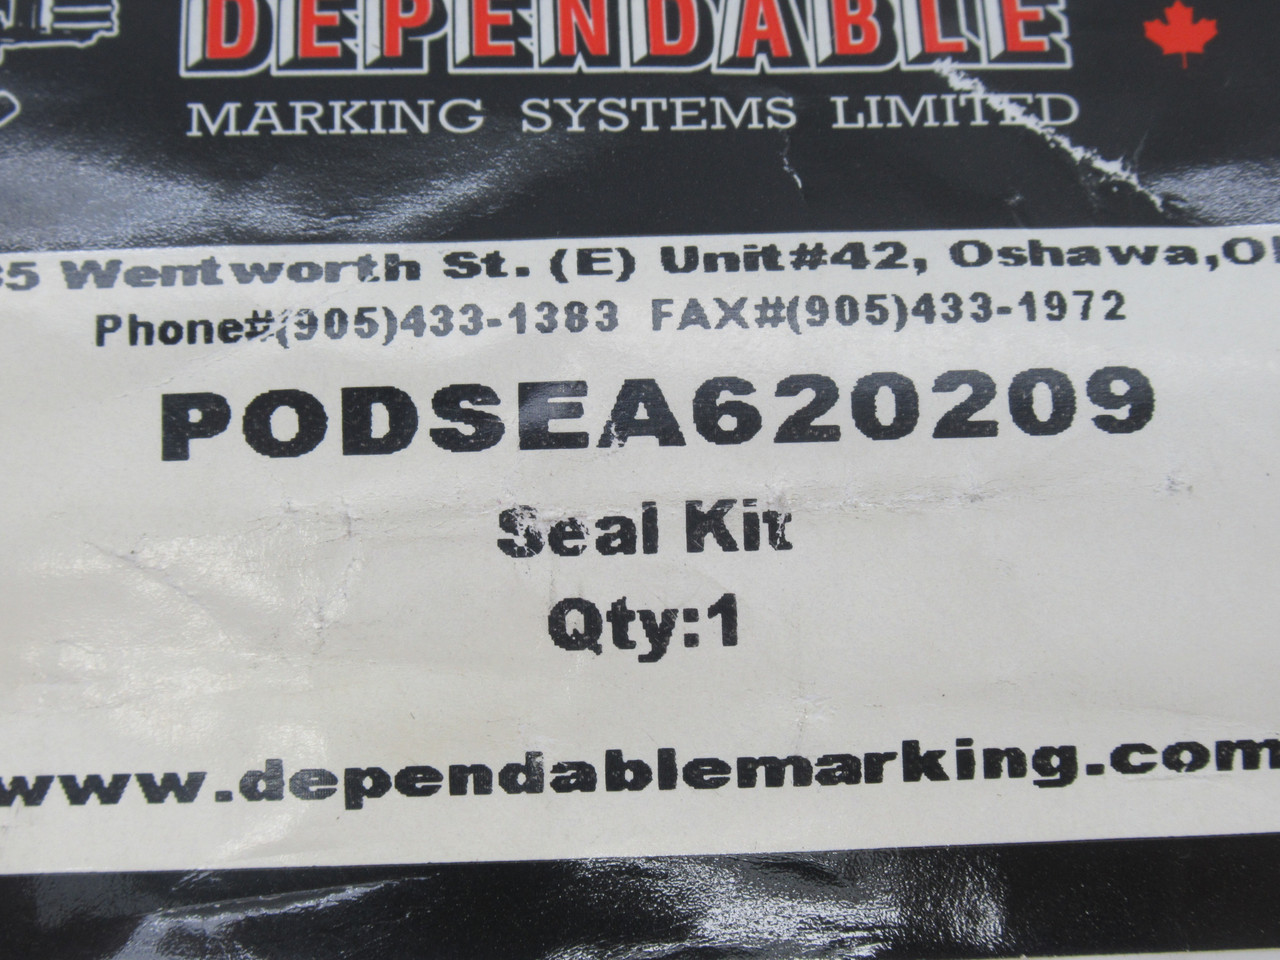 DEPENDABLE
MARKING SYSTEMS LIMITED
35 Wentworth St. (E) Unit#42, Oshawa,
Phone#(905)433-1383 FAX#(905)433-1972
PODSEA620209
Seal Kit
Qty:1
www.dependablemarking.com